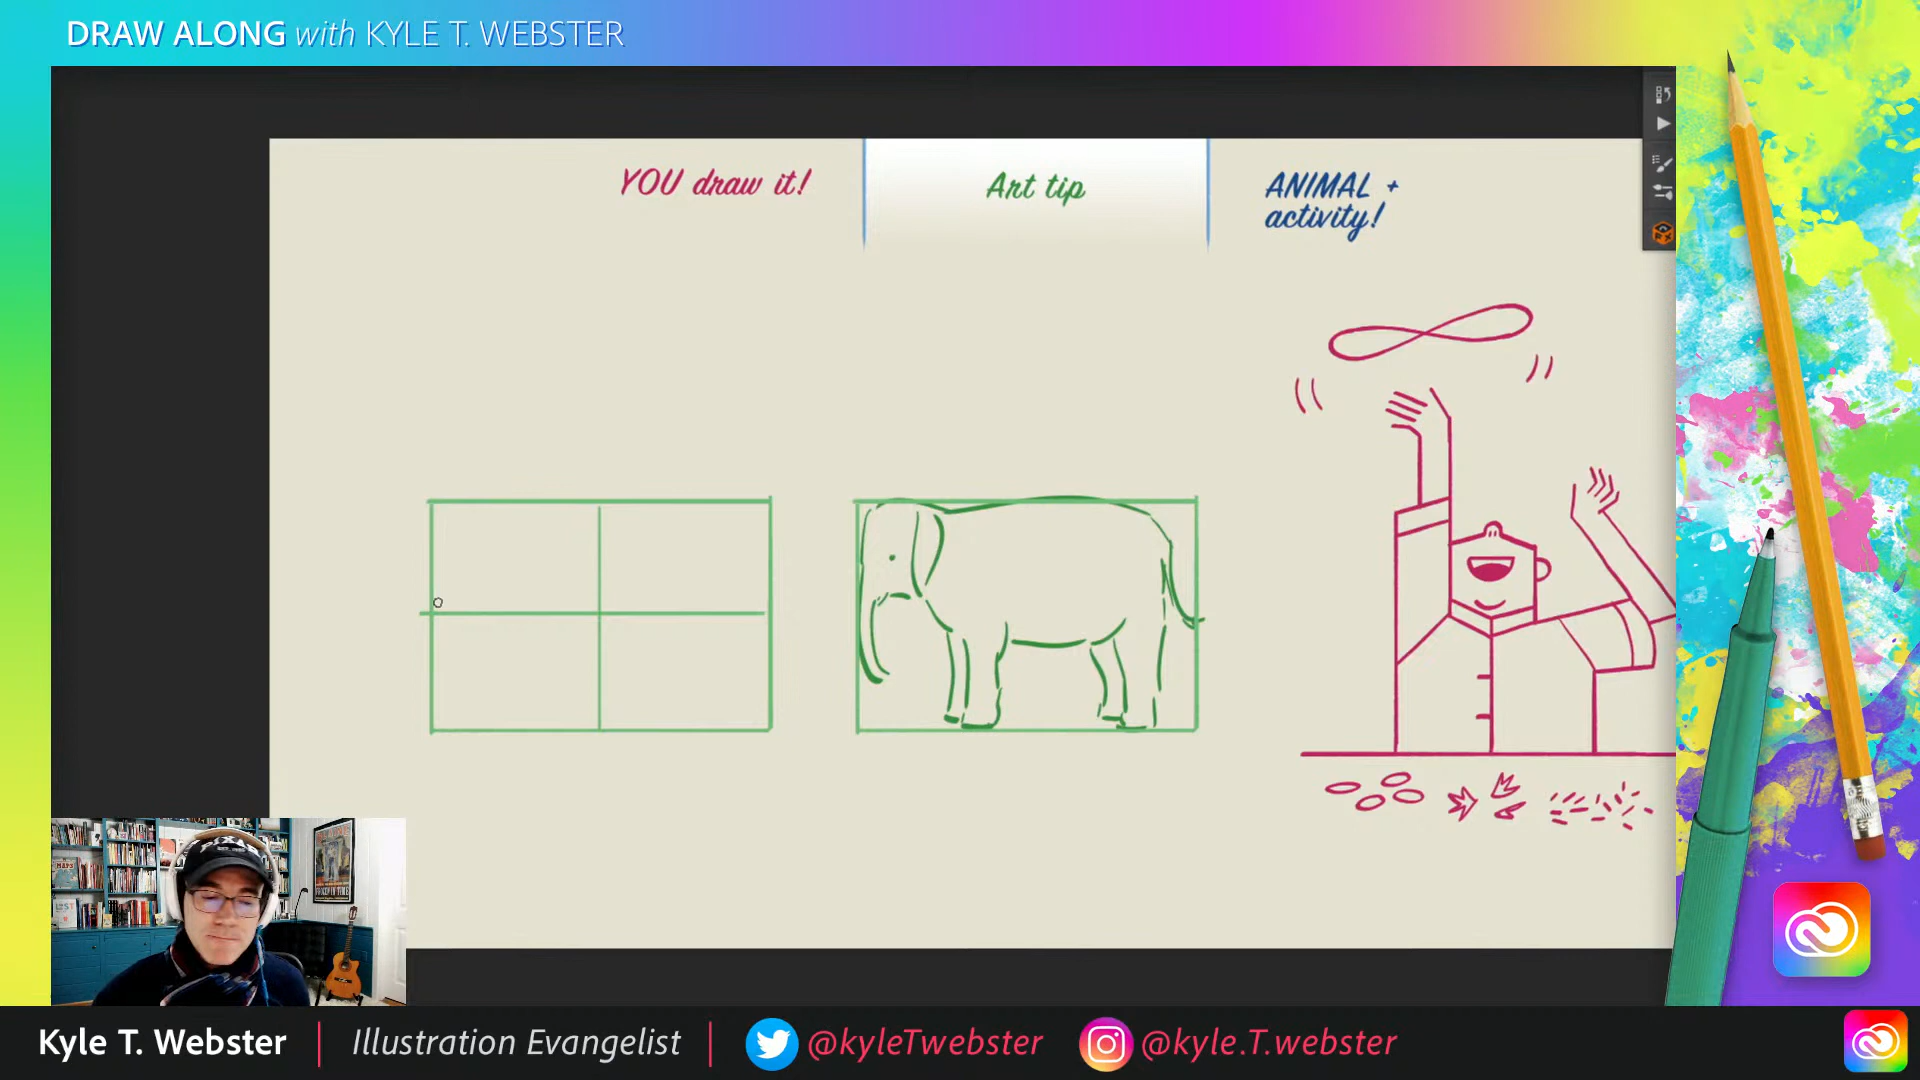 DRAW ALONG with KYLE T. WEBSTER
YOU draw it!
Art tip
ANIMAL +
activity!
PIXAR
Kyle T. Webster | Illustration Evangelist | @kyleTwebster @kyle.T.webster